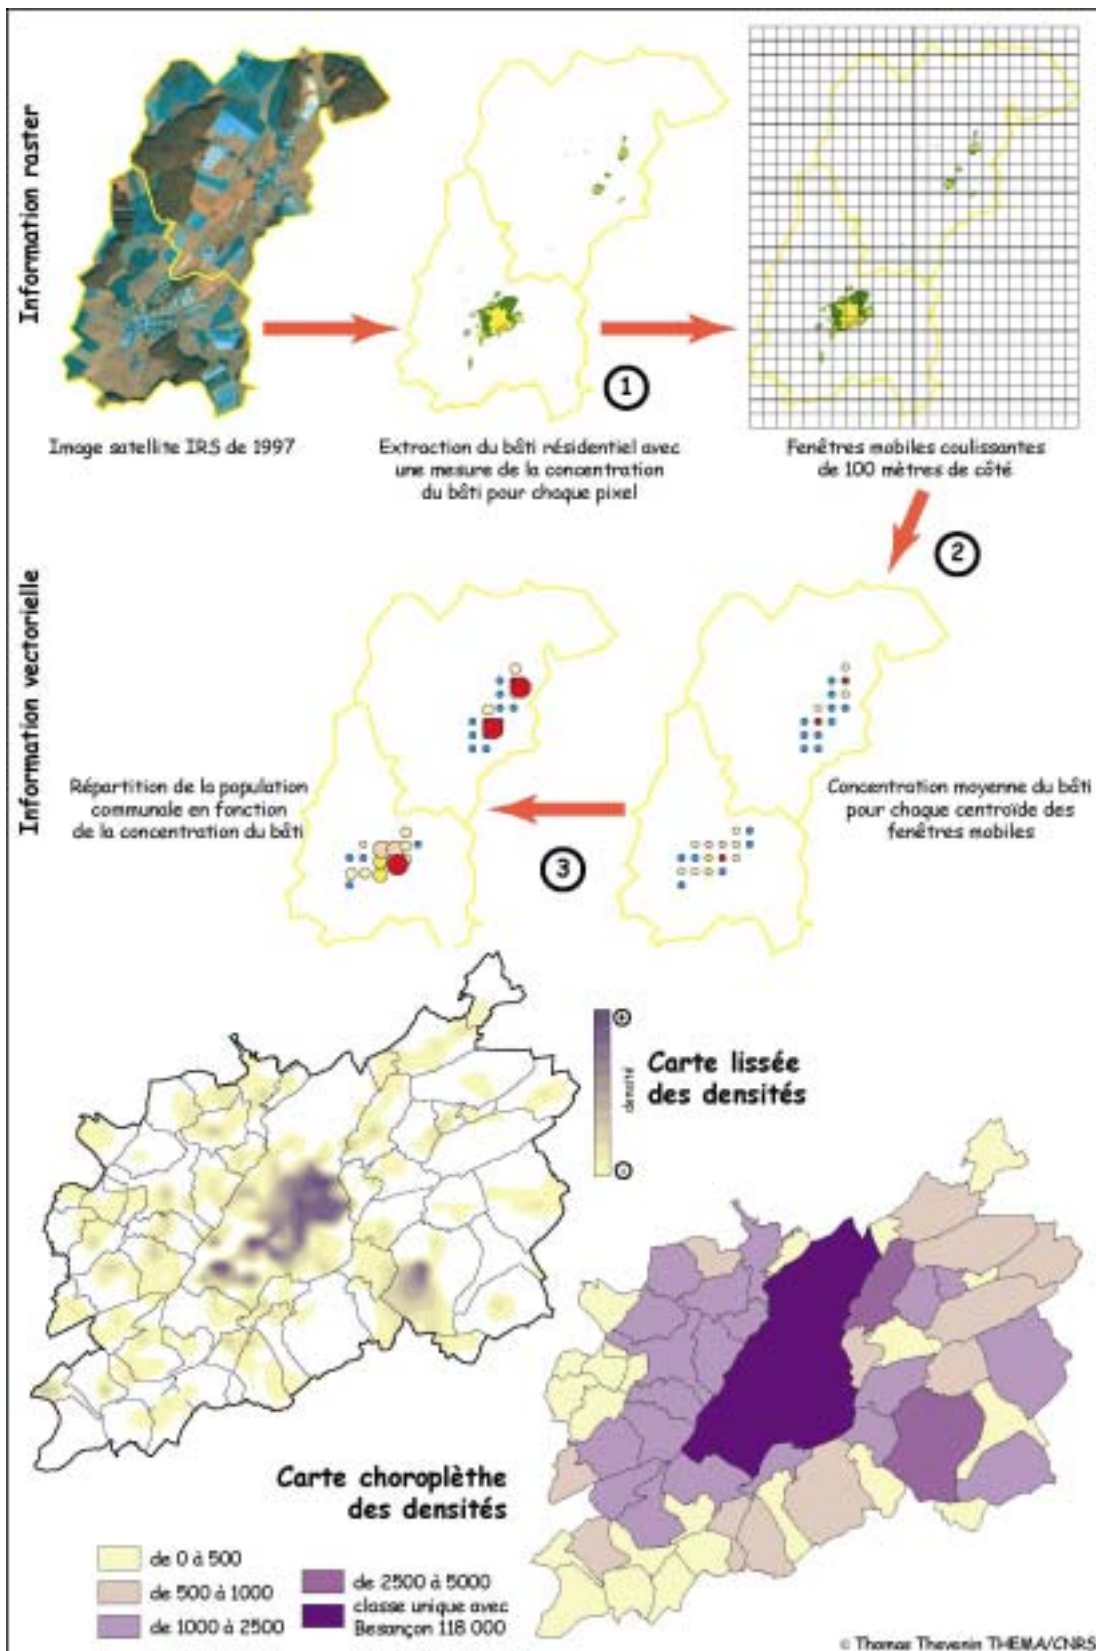 Information raster
Image satellite IRS de 1997
Extraction du bâti résidentiel avec
une mesure de la concentration
du bâti pour chaque pixel
1
Fenêtres mobiles coulissantes
de 100 mètres de côté
2
Information vectorielle
Répartition de la population
communale en fonction
de la concentration du bâti
3
Concentration moyenne du bâti
pour chaque centroïde des
fenêtres mobiles
+
densité
-
Carte lissée
des densités
Carte choroplèthe
des densités
de 0 à 500
de 500 à 1000
de 1000 à 2500
de 2500 à 5000
classe unique avec
Besançon 118 000
© Thomas Thevenin THEMA/CNRS